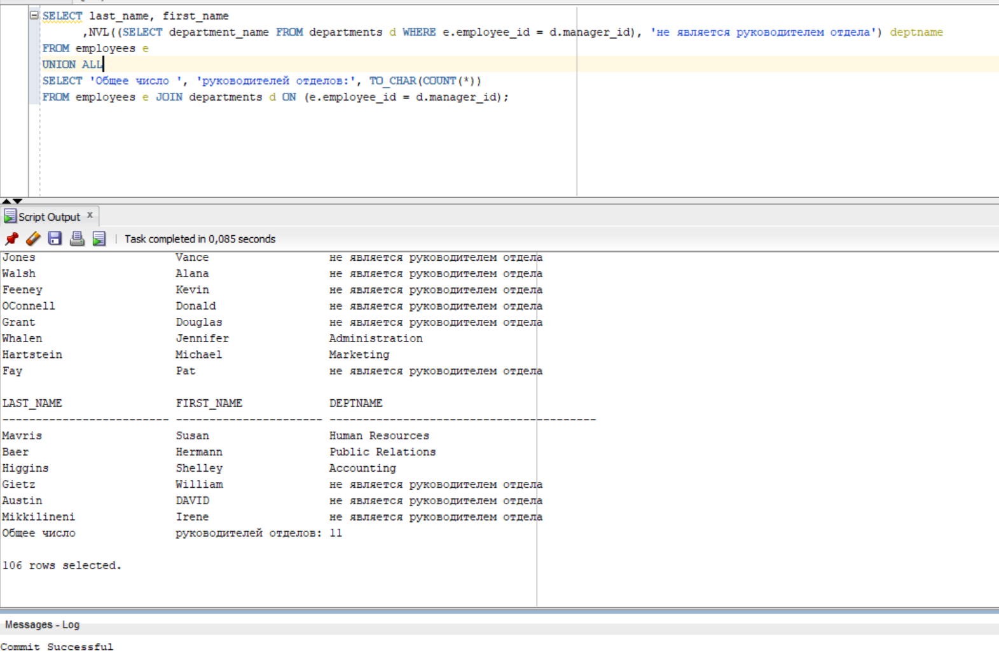 SELECT last_name, first_name
,NVL((SELECT department_name FROM departments d WHERE e.employee_id = d.manager_id), 'не является руководителем отдела') deptname
FROM employees e
UNION ALL
SELECT 'Общее число ', 'руководителей отделов:', TO_CHAR(COUNT(*))
FROM employees e JOIN departments d ON (e.employee_id = d.manager_id);
Script Output x
Task completed in 0,085 seconds
Jones Vance не является руководителем отдела
Walsh Alana не является руководителем отдела
Feeney Kevin не является руководителем отдела
OConnell Donald не является руководителем отдела
Grant Douglas не является руководителем отдела
Whalen Jennifer Administration
Hartstein Michael Marketing
Fay Pat не является руководителем отдела
LAST_NAME FIRST_NAME DEPTNAME
------------------------- ---------------------- ----------------------------------------
Mavris Susan Human Resources
Baer Hermann Public Relations
Higgins Shelley Accounting
Gietz William не является руководителем отдела
Austin DAVID не является руководителем отдела
Mikkilineni Irene не является руководителем отдела
Общее число руководителей отделов: 11
106 rows selected.
Messages - Log
Commit Successful